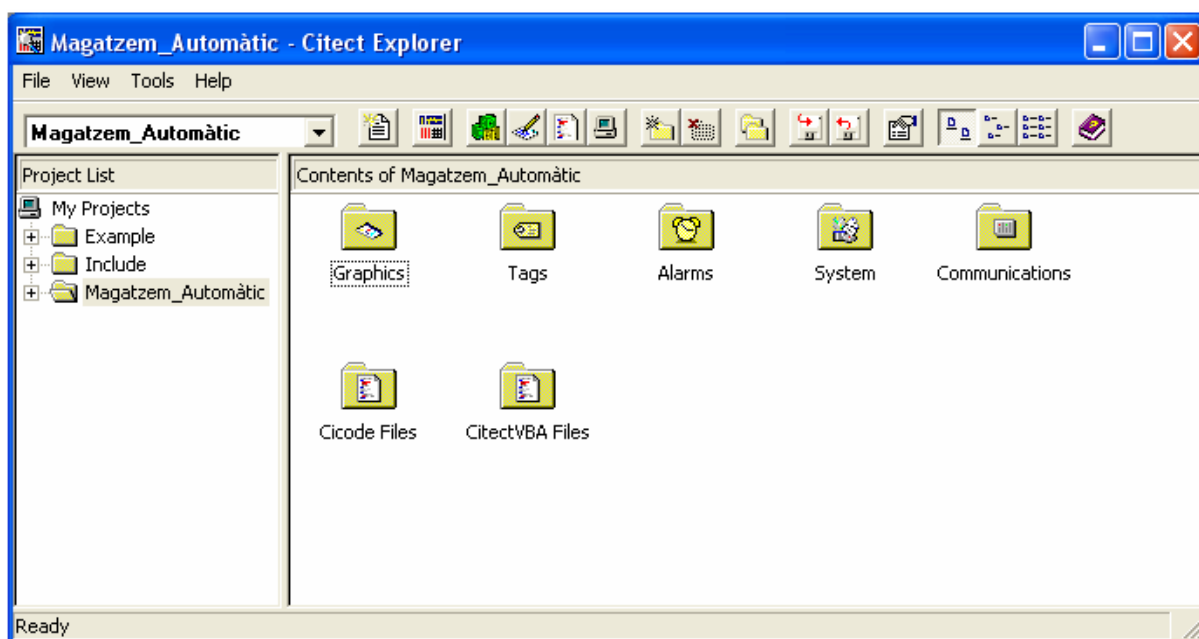 Magatzem_Automàtic - Citect Explorer
File View Tools Help
Magatzem_Automàtic
Project List
Contents of Magatzem_Automàtic
My Projects
Example
Include
Magatzem_Automàtic
Graphics Tags Alarms System Communications
Cicode Files CitectVBA Files
Ready